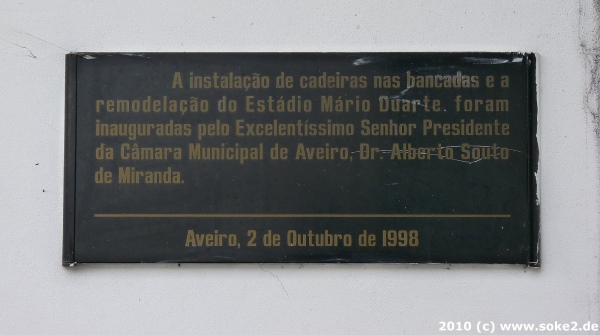 A instalação de cadeiras nas bancadas e a
remodelação do Estádio Mário Duarte, foram
inauguradas pelo Excelentíssimo Senhor Presidente
da Câmara Municipal de Aveiro, Dr. Alberto Souto
de Miranda.
Aveiro, 2 de Outubro de 1998
2010 (c) www.soke2.de